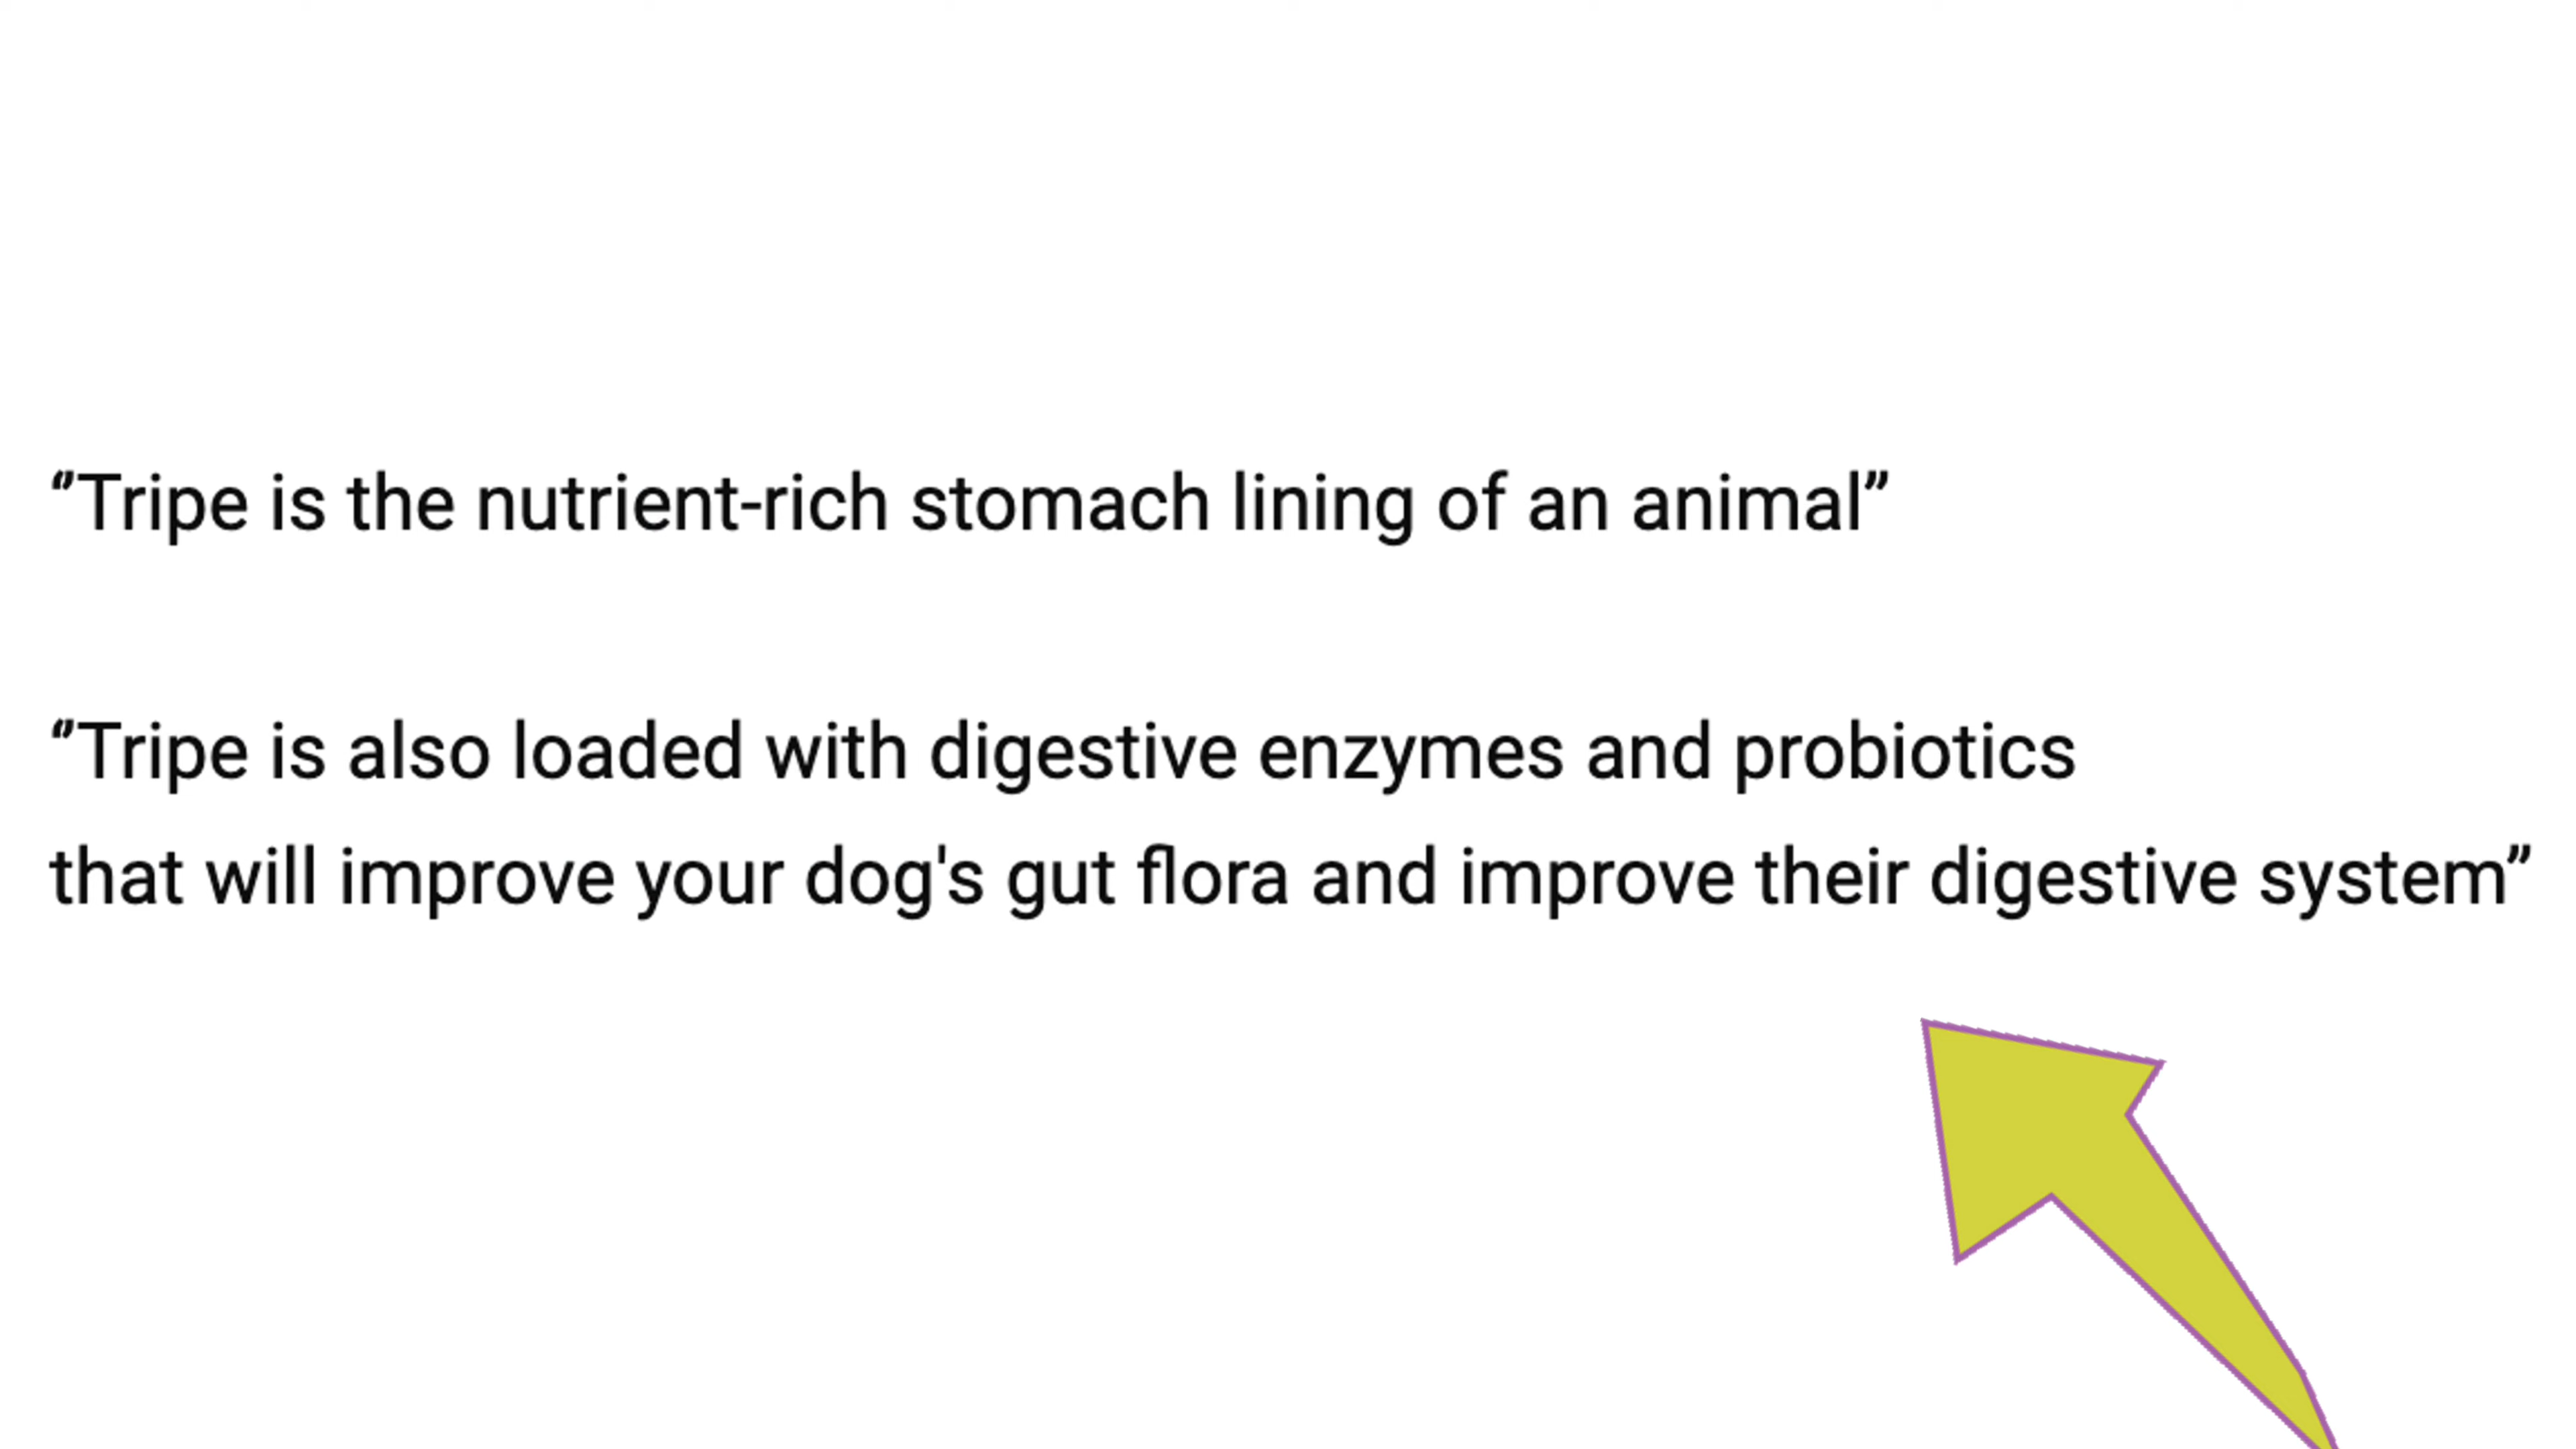 “Tripe is the nutrient-rich stomach lining of an animal”
“Tripe is also loaded with digestive enzymes and probiotics
that will improve your dog's gut flora and improve their digestive system”